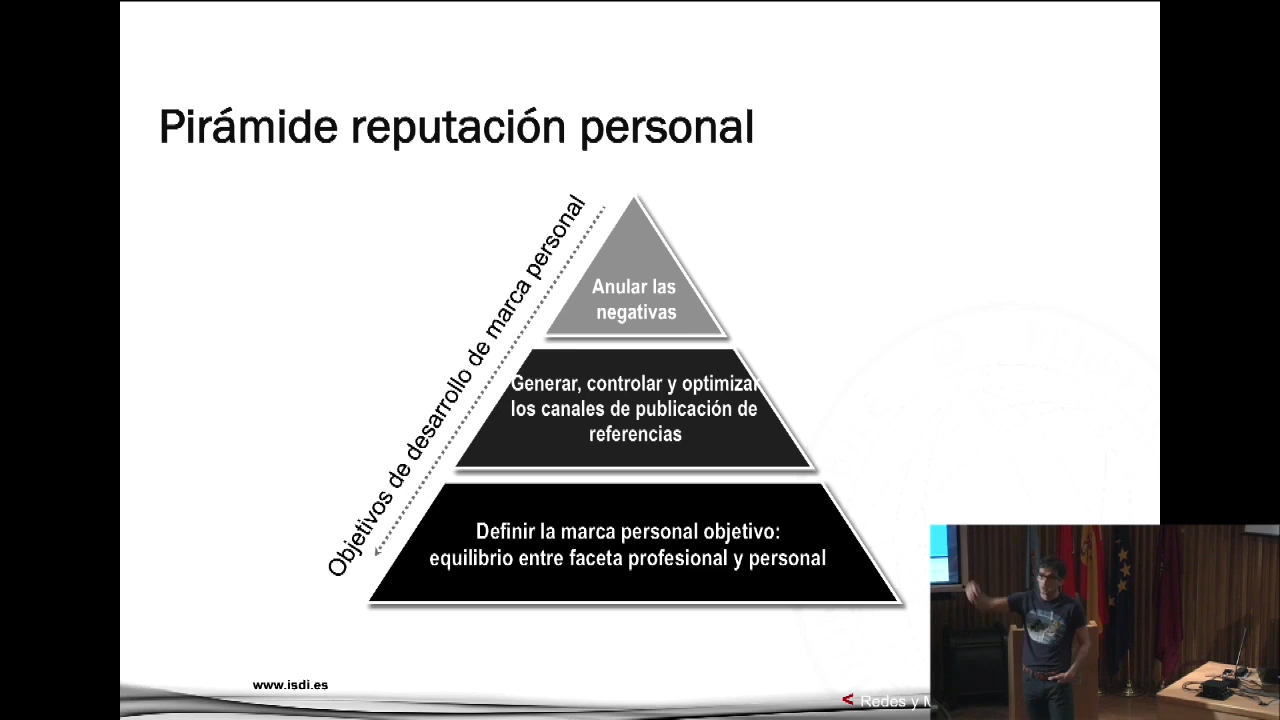 Pirámide reputación personal
Objetivos de desarrollo de marca personal
Anular las
negativas
Generar, controlar y optimizar
los canales de publicación de
referencias
Definir la marca personal objetivo:
equilibrio entre faceta profesional y personal
www.isdi.es
< Redes y